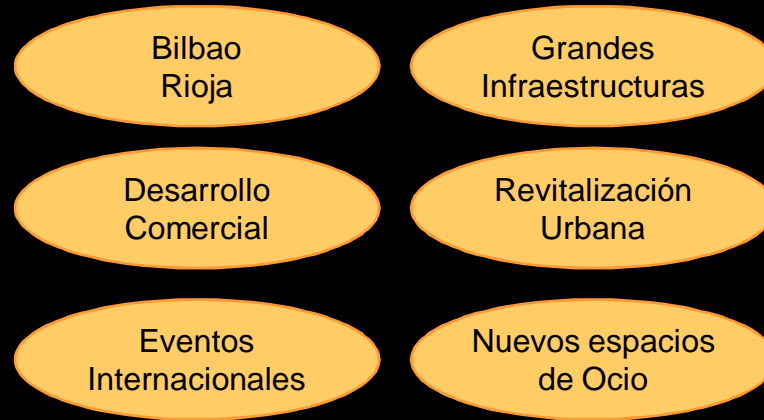 Bilbao
Rioja
Grandes
Infraestructuras
Desarrollo
Comercial
Revitalización
Urbana
Eventos
Internacionales
Nuevos espacios
de Ocio